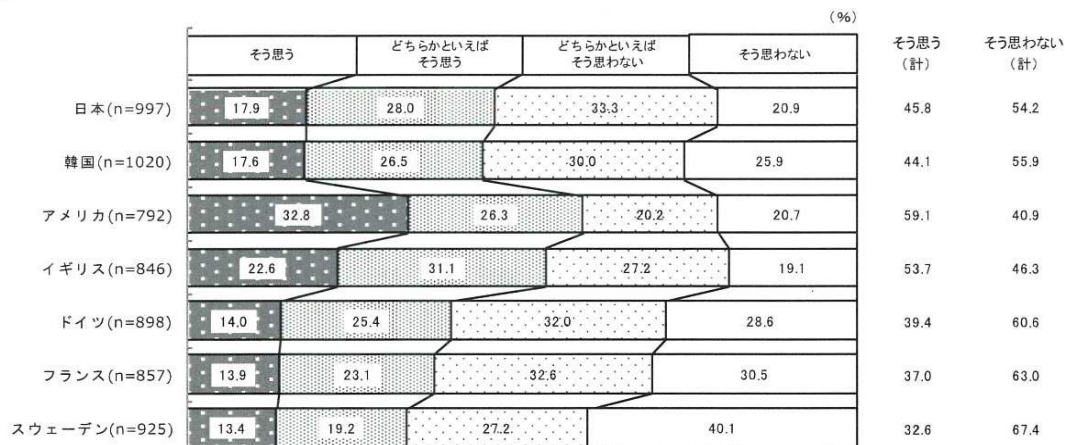 (%)
そう思う
どちらかといえば
そう思う
どちらかといえば
そう思わない
そう思わない
そう思う
(計)
そう思わない
(計)
日本(n=997) 17.9 28.0 33.3 20.9 45.8 54.2
韓国(n=1020) 17.6 26.5 30.0 25.9 44.1 55.9
アメリカ(n=792) 32.8 26.3 20.2 20.7 59.1 40.9
イギリス(n=846) 22.6 31.1 27.2 19.1 53.7 46.3
ドイツ(n=898) 14.0 25.4 32.0 28.6 39.4 60.6
フランス(n=857) 13.9 23.1 32.6 30.5 37.0 63.0
スウェーデン(n=925) 13.4 19.2 27.2 40.1 32.6 67.4